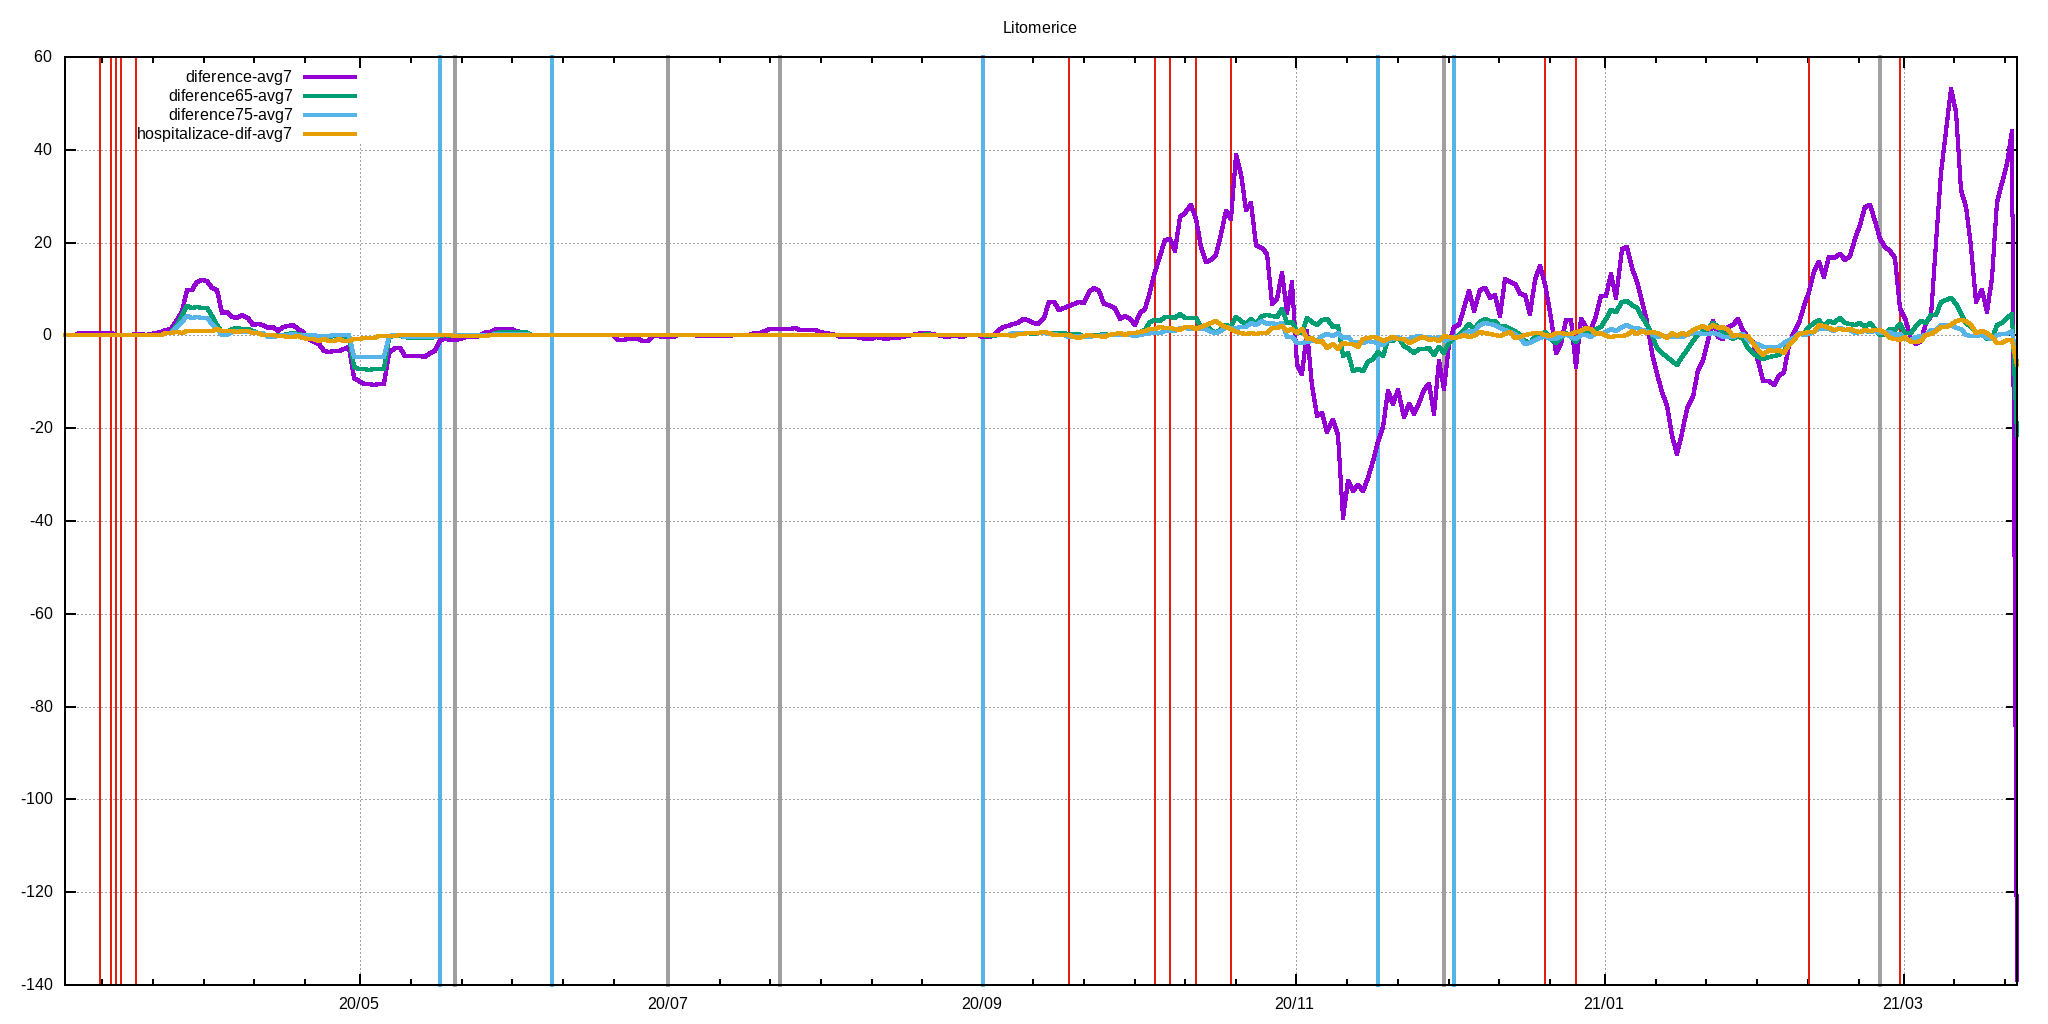 Litomerice
diference-avg7
diference65-avg7
diference75-avg7
hospitalizace-dif-avg7
60
40
20
0
-20
-40
-60
-80
-100
-120
-140
20/05 20/07 20/09 20/11 21/01 21/03